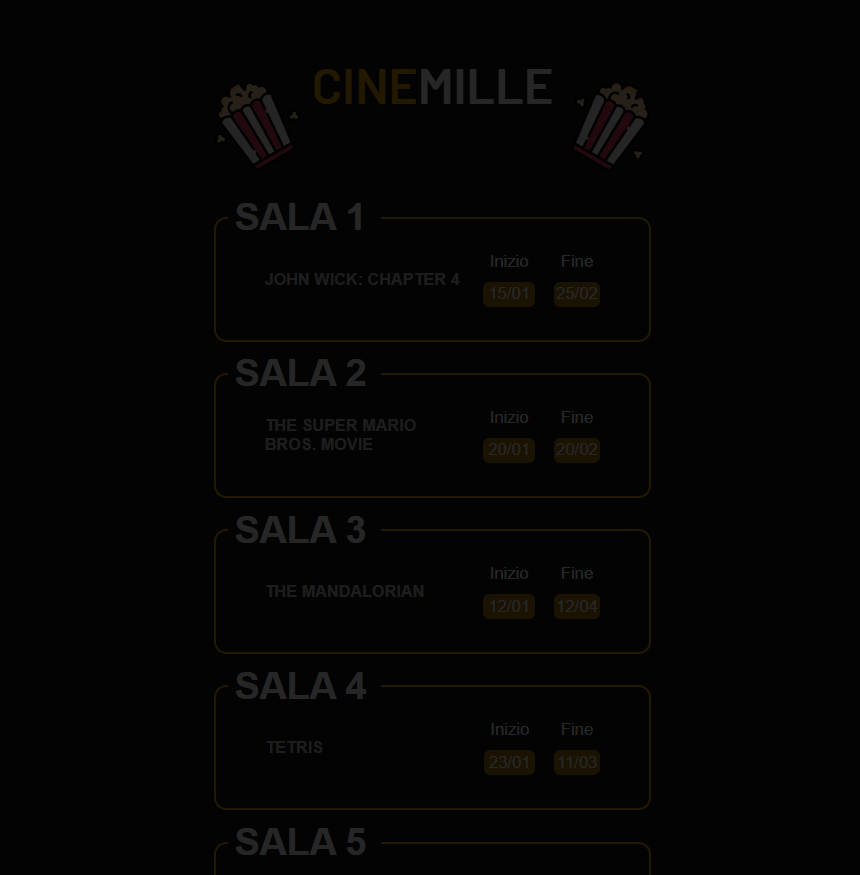 CINEMILLE
SALA 1
Inizio Fine
JOHN WICK: CHAPTER 4
15/01 25/02
SALA 2
Inizio Fine
THE SUPER MARIO
BROS. MOVIE
20/01 20/02
SALA 3
Inizio Fine
THE MANDALORIAN
12/01 12/04
SALA 4
Inizio Fine
TETRIS
23/01 11/03
SALA 5